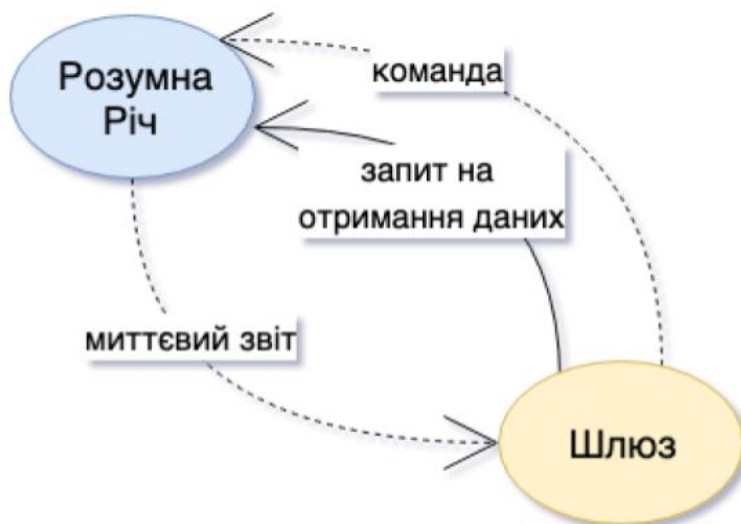 Розумна
Річ
команда
запит на
отримання даних
миттєвий звіт
Шлюз